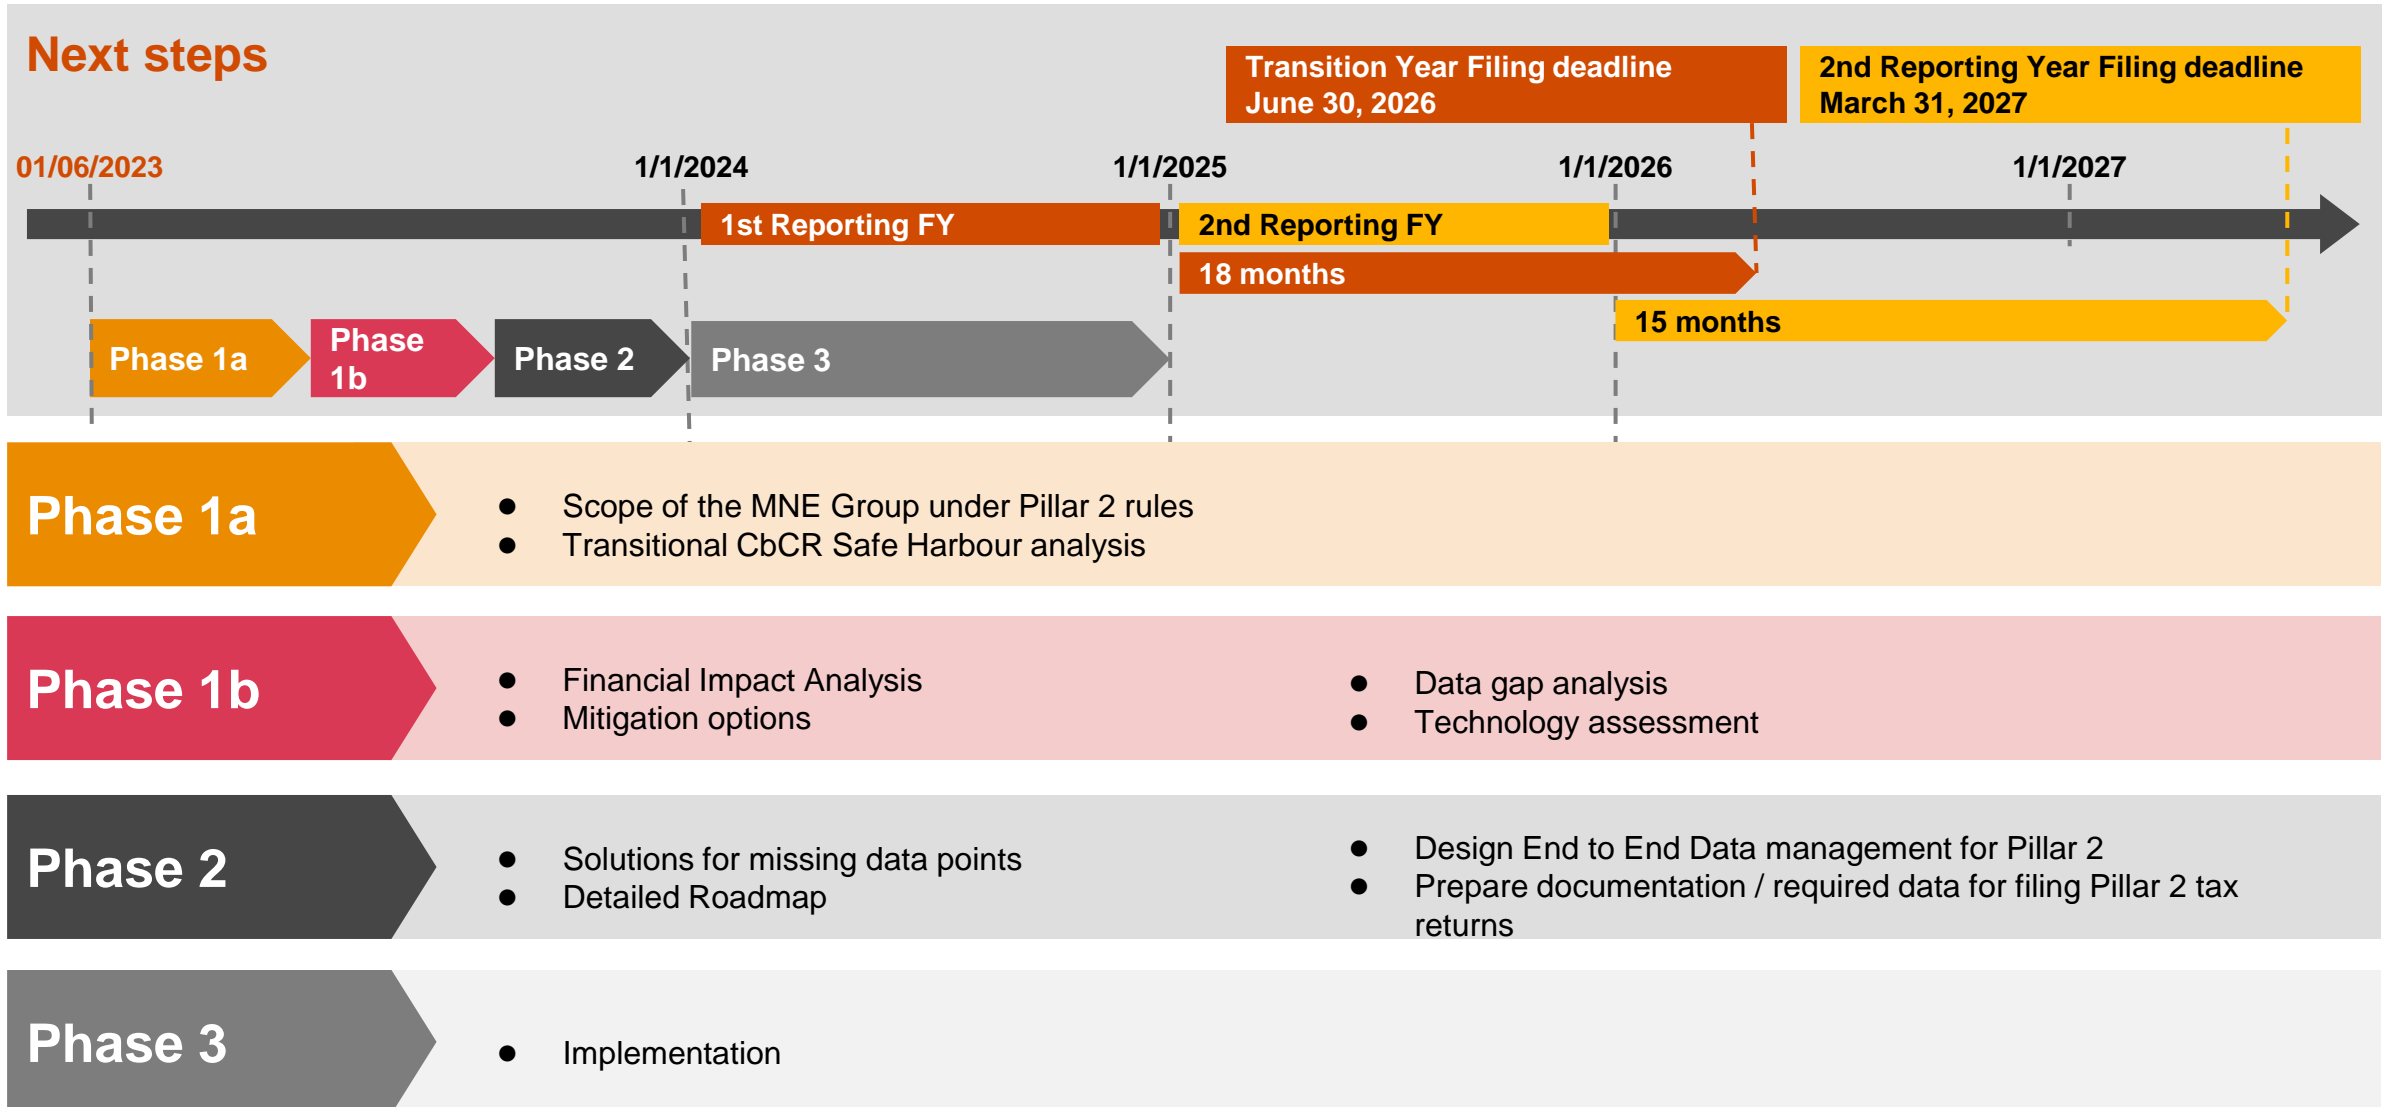 Next steps
Transition Year Filing deadline
June 30, 2026
2nd Reporting Year Filing deadline
March 31, 2027
01/06/2023
1/1/2024
1/1/2025
1/1/2026
1/1/2027
1st Reporting FY
2nd Reporting FY
18 months
15 months
Phase 1a
Phase
1b
Phase 2
Phase 3
Phase 1a
● Scope of the MNE Group under Pillar 2 rules
● Transitional CbCR Safe Harbour analysis
Phase 1b
● Financial Impact Analysis
● Mitigation options
● Data gap analysis
● Technology assessment
Phase 2
● Solutions for missing data points
● Detailed Roadmap
● Design End to End Data management for Pillar 2
● Prepare documentation / required data for filing Pillar 2 tax
returns
Phase 3
● Implementation